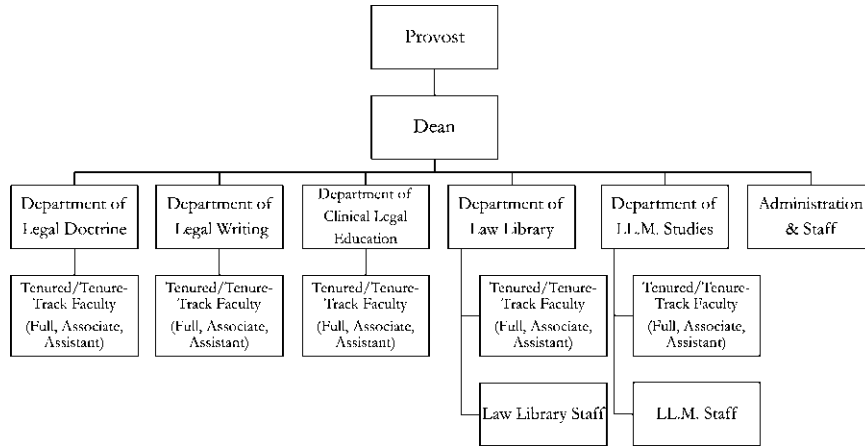 Provost
Dean
Department of
Legal Doctrine
Department of
Legal Writing
Department of
Clinical Legal
Education
Department of
Law Library
Department of
LL.M. Studies
Administration
& Staff
Tenured/Tenure-
Track Faculty
(Full, Associate,
Assistant)
Tenured/Tenure-
Track Faculty
(Full, Associate,
Assistant)
Tenured/Tenure-
Track Faculty
(Full, Associate,
Assistant)
Tenured/Tenure-
Track Faculty
(Full, Associate,
Assistant)
Tenured/Tenure-
Track Faculty
(Full, Associate,
Assistant)
Law Library Staff
LL.M. Staff